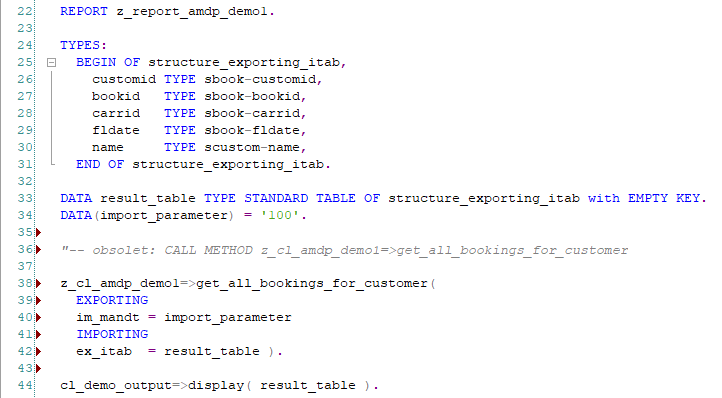 22 REPORT z_report_amdp_demo1.
23
24 TYPES:
25 BEGIN OF structure_exporting_itab,
26 customid TYPE sbook-customid,
27 bookid TYPE sbook-bookid,
28 carrid TYPE sbook-carrid,
29 fldate TYPE sbook-fldate,
30 name TYPE scustom-name,
31 END OF structure_exporting_itab.
32
33 DATA result_table TYPE STANDARD TABLE OF structure_exporting_itab with EMPTY KEY.
34 DATA(import_parameter) = '100'.
35
36 "-- obsolet: CALL METHOD z_cl_amdp_demo1=>get_all_bookings_for_customer
37
38 z_cl_amdp_demo1=>get_all_bookings_for_customer(
39 EXPORTING
40 im_mandt = import_parameter
41 IMPORTING
42 ex_itab = result_table ).
43
44 cl_demo_output=>display( result_table ).